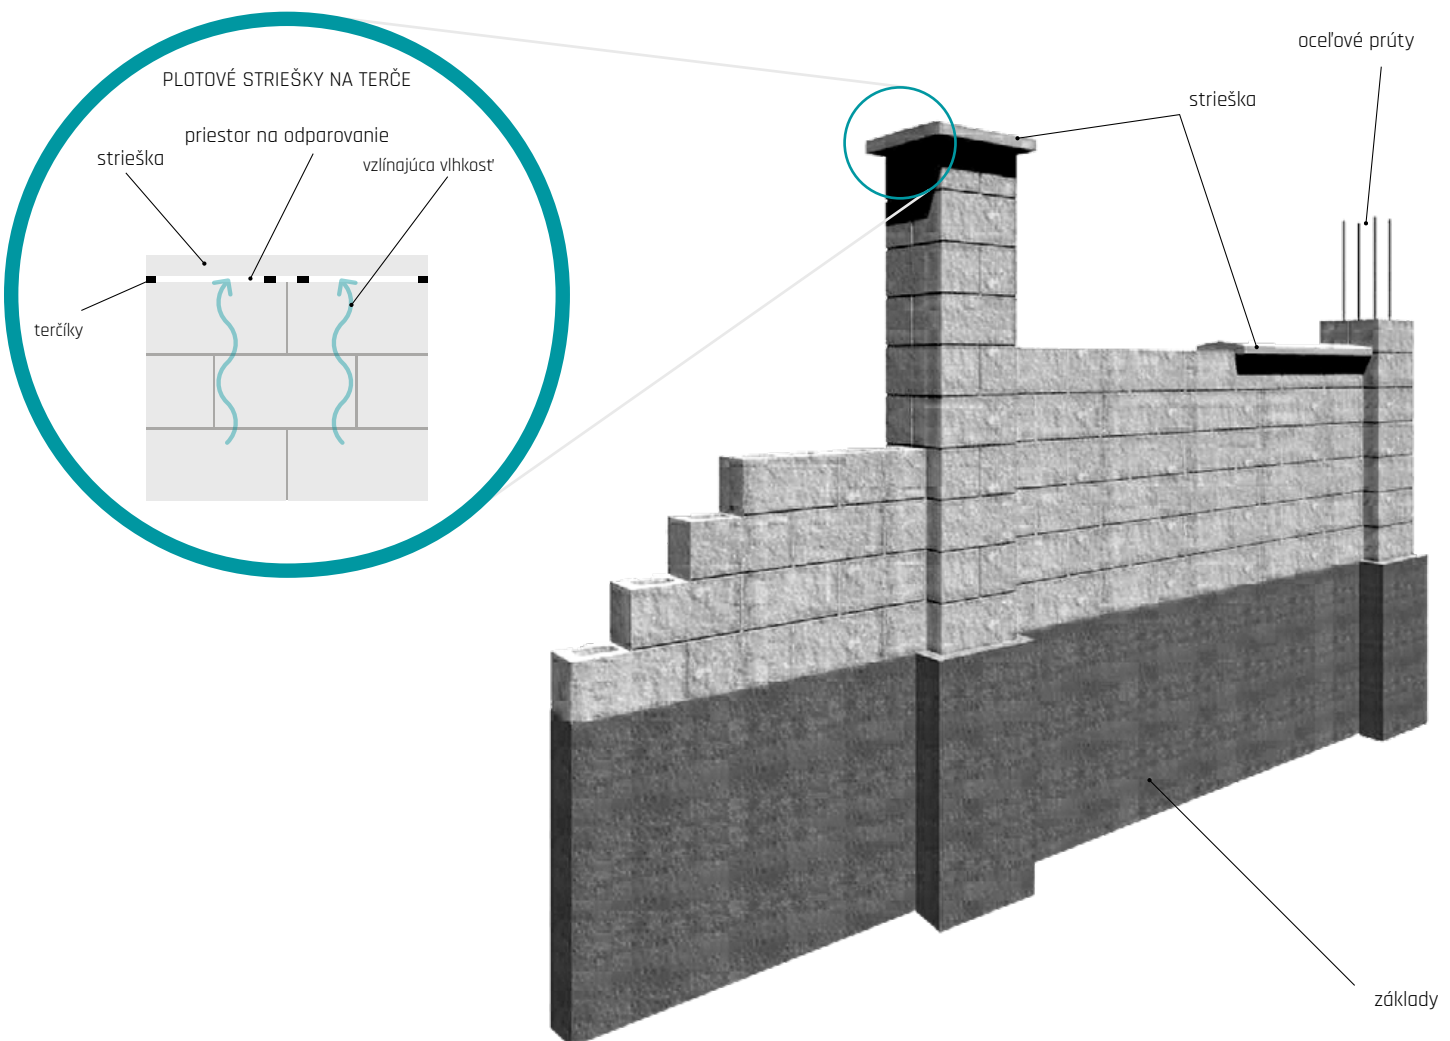 PLOTOVÉ STRIEŠKY NA TERČE
priestor na odparovanie
strieška
vzlínajúca vlhkosť
terčíky
oceľové prúty
strieška
základy